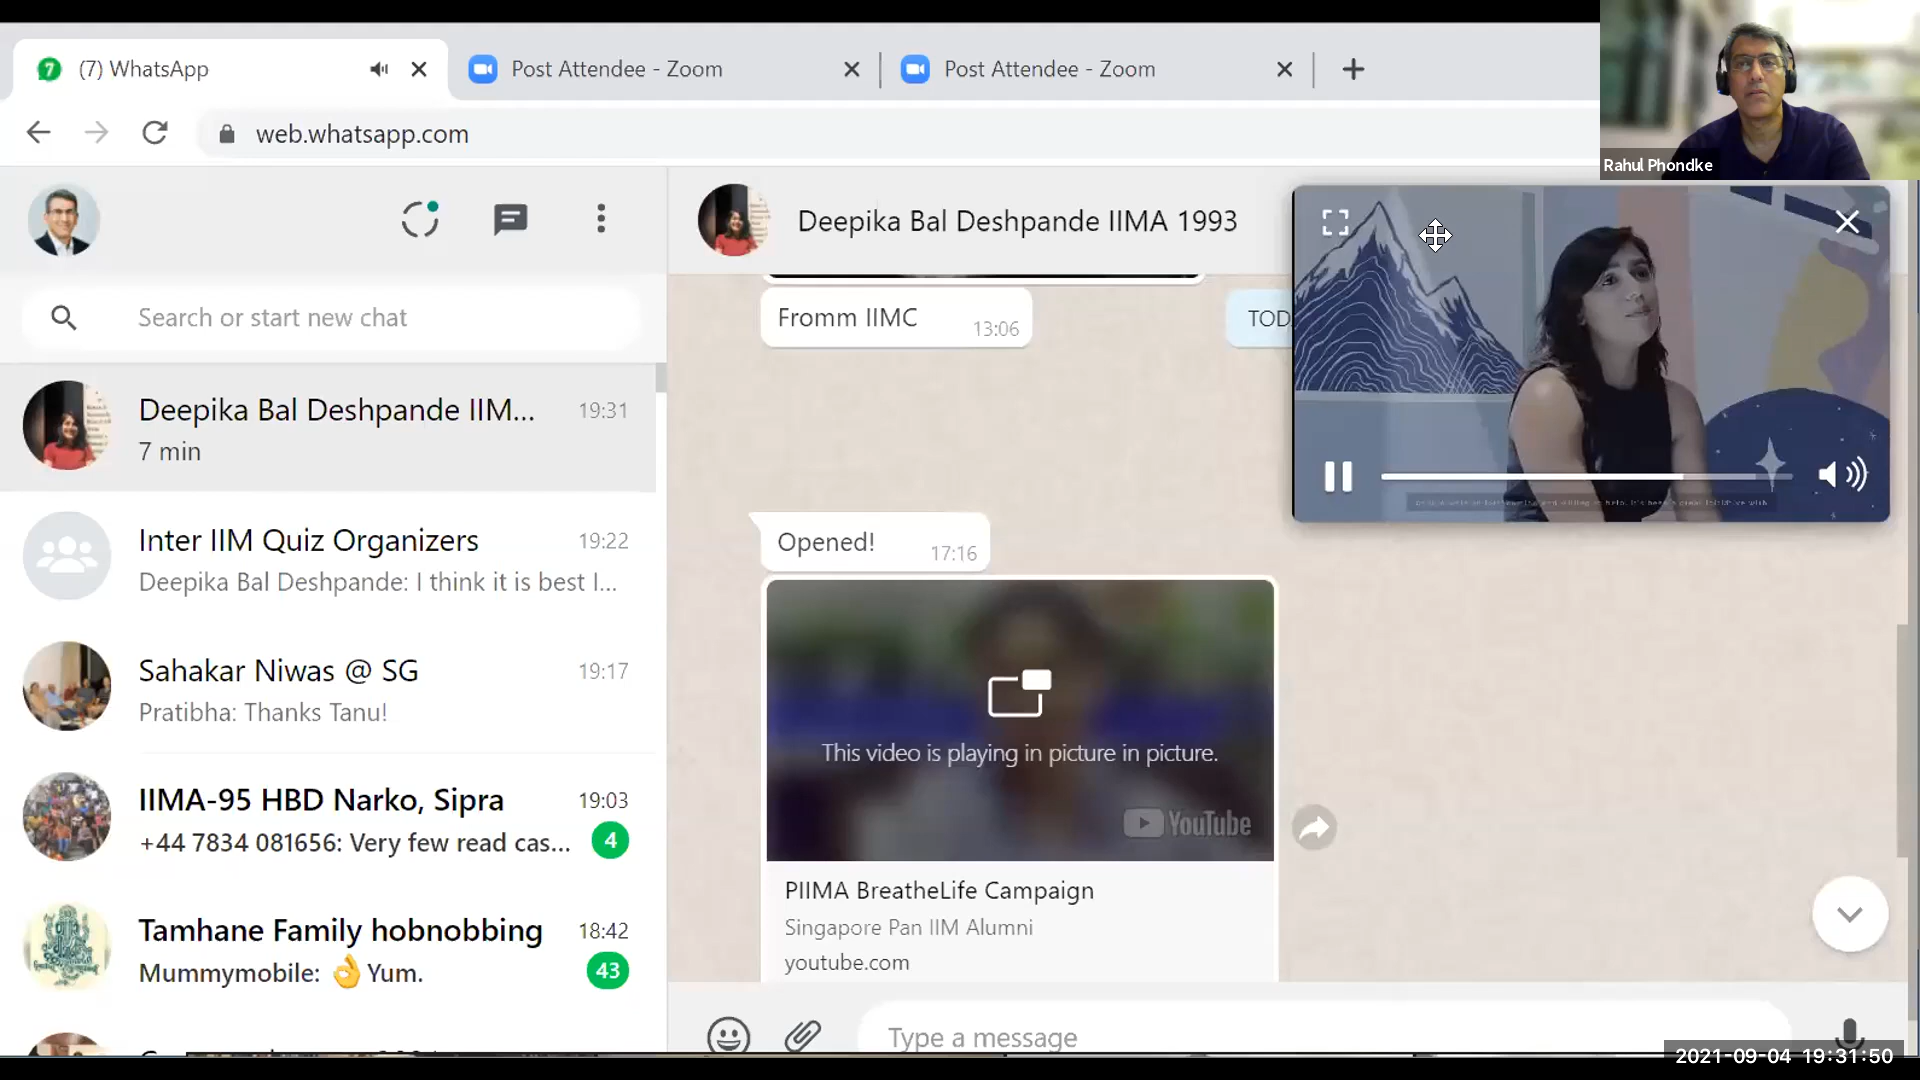 7
(7) WhatsApp
Post Attendee - Zoom
Post Attendee - Zoom
web.whatsapp.com
Rahul Phondke
Search or start new chat
Deepika Bal Deshpande IIM... 19:31
7 min
Inter IIM Quiz Organizers 19:22
Deepika Bal Deshpande: I think it is best I...
Sahakar Niwas @ SG 19:17
Pratibha: Thanks Tanu!
IIMA-95 HBD Narko, Sipra 19:03
+44 7834 081656: Very few read cas... 4
Tamhane Family hobnobbing 18:42
Mummymobile: 👌 Yum. 43
Deepika Bal Deshpande IIMA 1993
Fromm IIMC 13:06
TOD
Opened! 17:16
This video is playing in picture in picture.
YouTube
PIIMA BreatheLife Campaign
Singapore Pan IIM Alumni
youtube.com
Type a message
2021-09-04 19:31:50